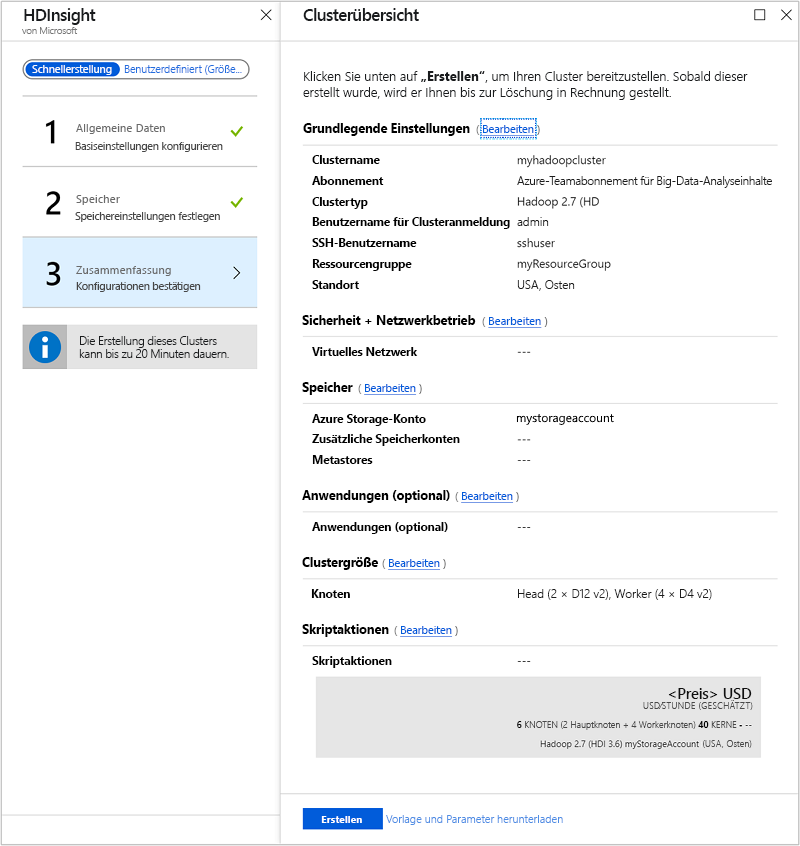 HDInsight
von Microsoft
Schnellerstellung Benutzerdefiniert (Größe...
1 Allgemeine Daten
Basiseinstellungen konfigurieren
2 Speicher
Speichereinstellungen festlegen
3 Zusammenfassung
Konfigurationen bestätigen
Die Erstellung dieses Clusters
kann bis zu 20 Minuten dauern.
Clusterübersicht
Klicken Sie unten auf „Erstellen“, um Ihren Cluster bereitzustellen. Sobald dieser
erstellt wurde, wird er Ihnen bis zur Löschung in Rechnung gestellt.
Grundlegende Einstellungen (Bearbeiten)
Clustername myhadoopcluster
Abonnement Azure-Teamabonnement für Big-Data-Analyseinhalte
Clustertyp Hadoop 2.7 (HD
Benutzername für Clusteranmeldung admin
SSH-Benutzername sshuser
Ressourcengruppe myResourceGroup
Standort USA, Osten
Sicherheit + Netzwerkbetrieb ( Bearbeiten )
Virtuelles Netzwerk ---
Speicher ( Bearbeiten )
Azure Storage-Konto mystorageaccount
Zusätzliche Speicherkonten ---
Metastores ---
Anwendungen (optional) ( Bearbeiten )
Anwendungen (optional) ---
Clustergröße ( Bearbeiten )
Knoten Head (2 × D12 v2), Worker (4 × D4 v2)
Skriptaktionen ( Bearbeiten )
Skriptaktionen ---
<Preis> USD
USD/STUNDE (GESCHÄTZT)
6 KNOTEN (2 Hauptknoten + 4 Workerknoten) 40 KERNE - --
Hadoop 2.7 (HDI 3.6) myStorageAccount (USA, Osten)
Erstellen Vorlage und Parameter herunterladen